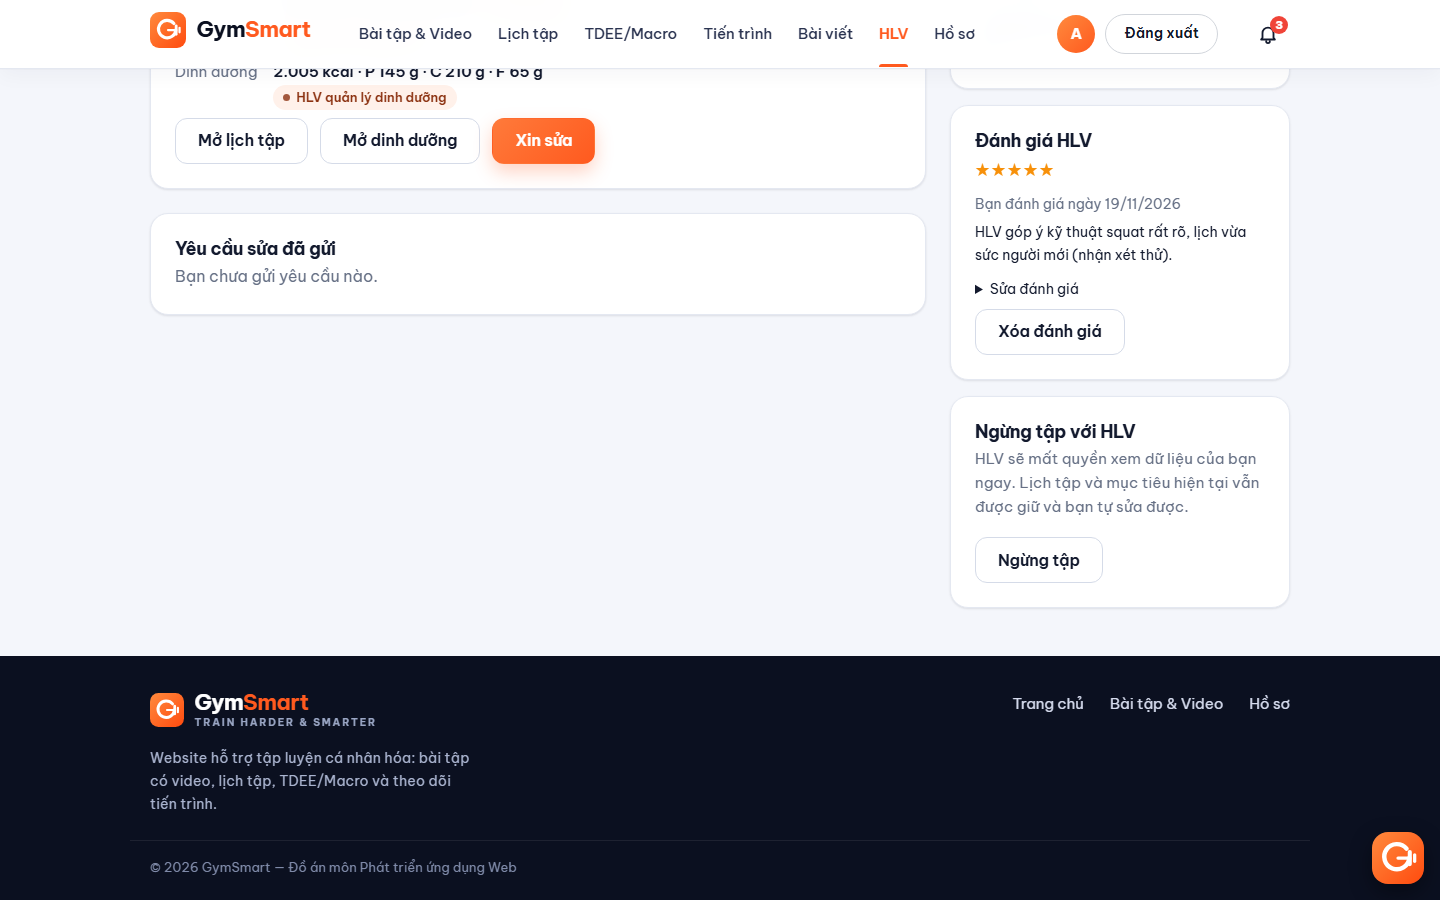 GymSmart
Bài tập & Video
Lịch tập
TDEE/Macro
Tiến trình
Bài viết
HLV
Hồ sơ
A
Đăng xuất
3
Dinh dưỡng 2.005 kcal · P 145 g · C 210 g · F 65 g
HLV quản lý dinh dưỡng
Mở lịch tập
Mở dinh dưỡng
Xin sửa
Yêu cầu sửa đã gửi
Bạn chưa gửi yêu cầu nào.
Đánh giá HLV
★★★★★
Bạn đánh giá ngày 19/11/2026
HLV góp ý kỹ thuật squat rất rõ, lịch vừa
sức người mới (nhận xét thử).
Sửa đánh giá
Xóa đánh giá
Ngừng tập với HLV
HLV sẽ mất quyền xem dữ liệu của bạn
ngay. Lịch tập và mục tiêu hiện tại vẫn
được giữ và bạn tự sửa được.
Ngừng tập
GymSmart
TRAIN HARDER & SMARTER
Website hỗ trợ tập luyện cá nhân hóa: bài tập
có video, lịch tập, TDEE/Macro và theo dõi
tiến trình.
Trang chủ
Bài tập & Video
Hồ sơ
© 2026 GymSmart — Đồ án môn Phát triển ứng dụng Web